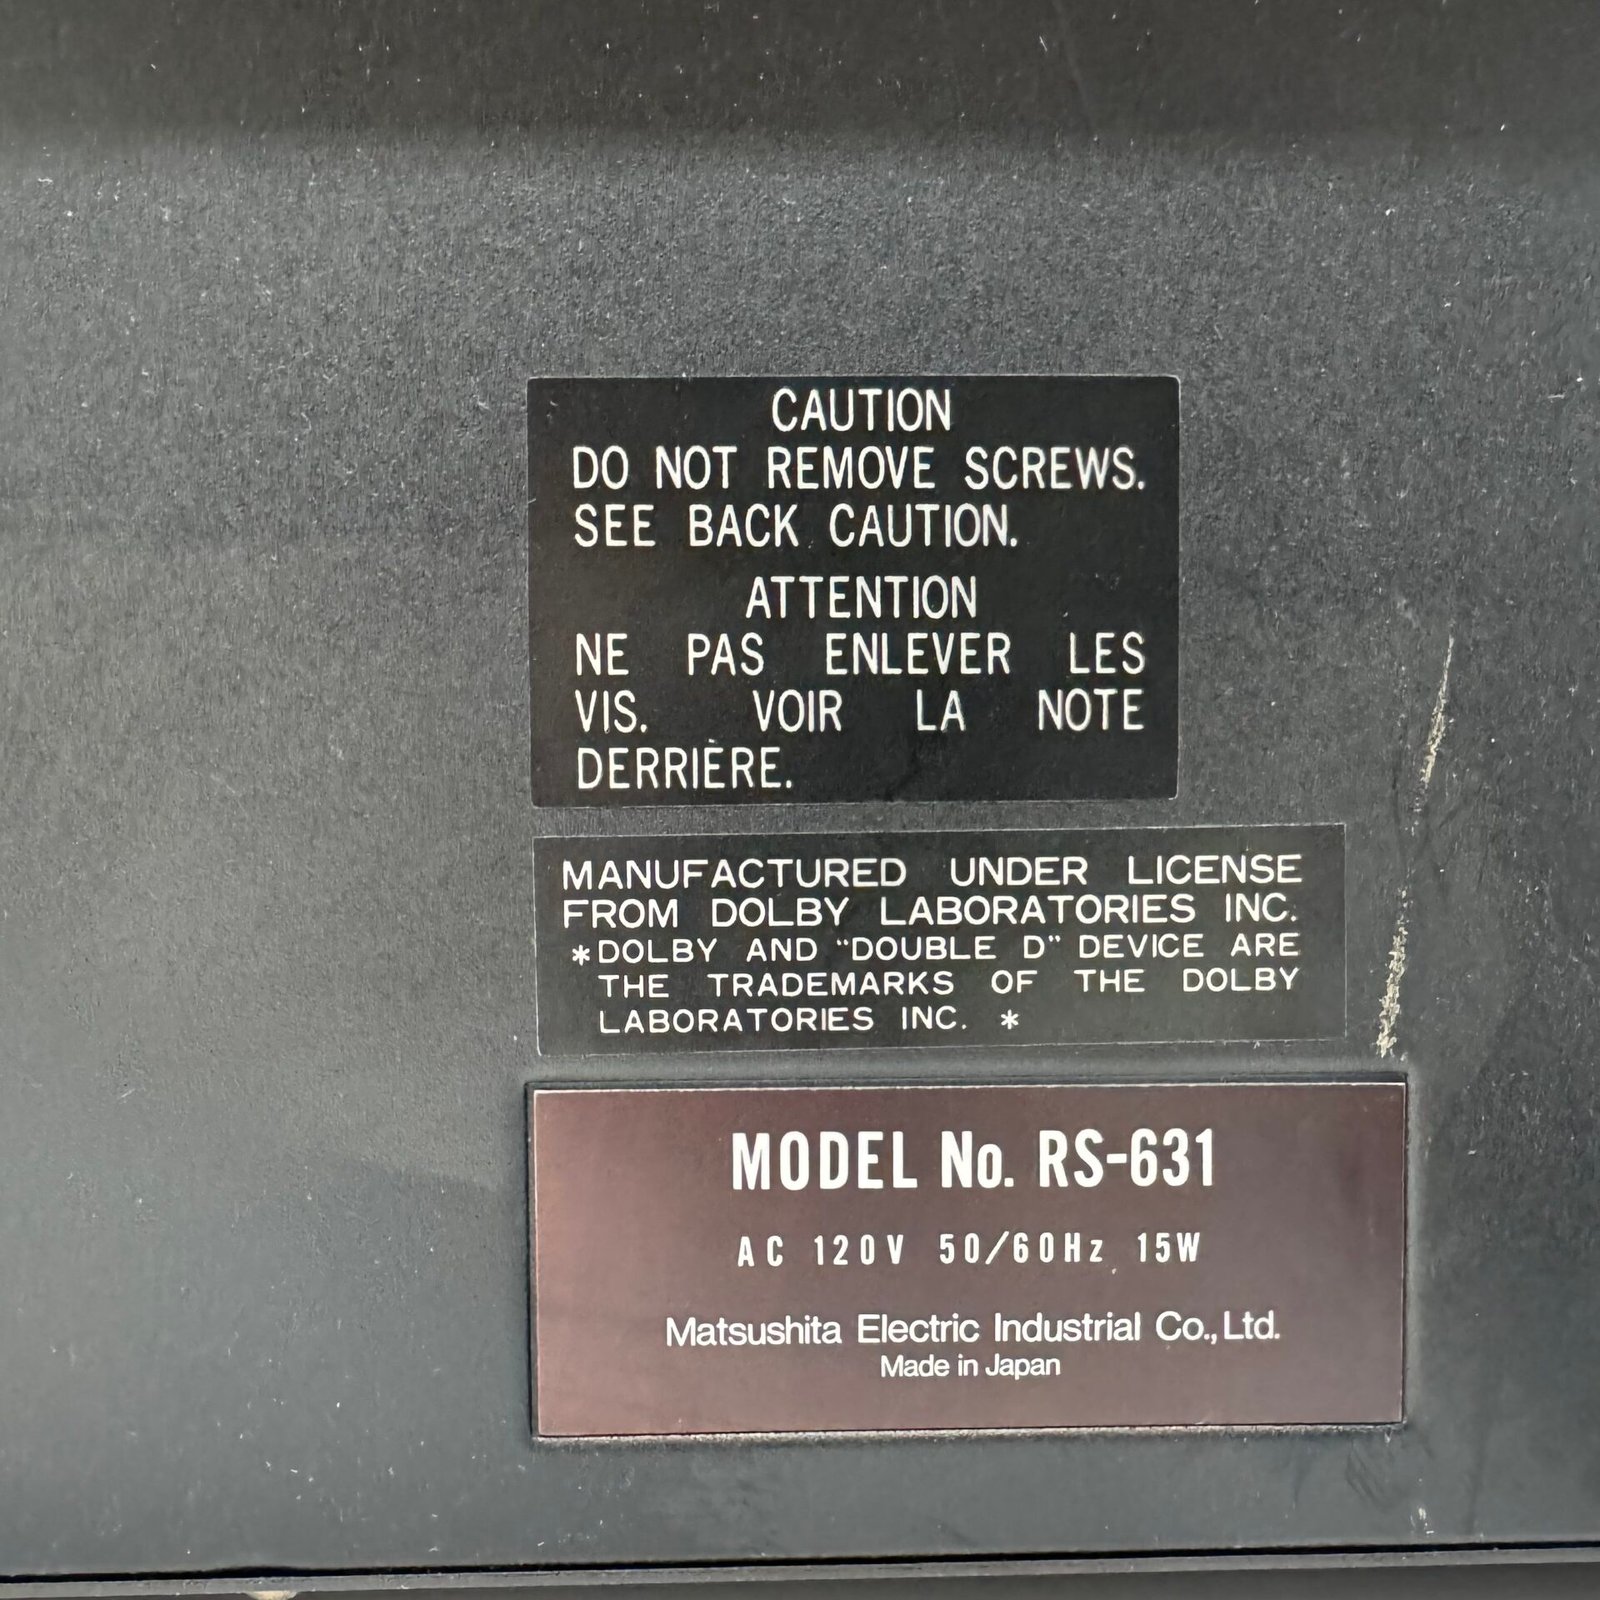 CAUTION
DO NOT REMOVE SCREWS.
SEE BACK CAUTION.
ATTENTION
NE PAS ENLEVER LES
VIS. VOIR LA NOTE
DERRIÈRE.
MANUFACTURED UNDER LICENSE
FROM DOLBY LABORATORIES INC.
*DOLBY AND "DOUBLE D" DEVICE ARE
THE TRADEMARKS OF THE DOLBY
LABORATORIES INC. *
MODEL No. RS-631
AC 120V 50/60Hz 15W
Matsushita Electric Industrial Co., Ltd.
Made in Japan